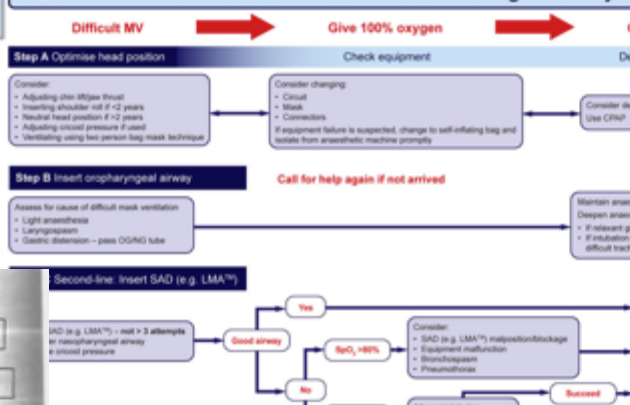 Difficult MV
Give 100% oxygen
Step A Optimise head position
Check equipment
Consider:
• Adjusting chin lift/jaw thrust
• Inserting shoulder roll if <2 years
• Neutral head position if >2 years
• Adjusting cricoid pressure if used
• Ventilating using two person bag mask technique
Consider changing:
• Circuit
• Mask
• Connectors
If equipment failure is suspected, change to self-inflating bag and
isolate from anaesthetic machine promptly
Consider de
Use CPAP
Step B Insert oropharyngeal airway
Call for help again if not arrived
Assess for cause of difficult mask ventilation
• Light anaesthesia
• Laryngospasm
• Gastric distension – pass OG/NG tube
Maintain anae
Deepen anaes
• If relaxant g
• If intubation
difficult trach
Second-line: Insert SAD (e.g. LMA™)
SAD (e.g. LMA™) – not > 3 attempts
nasopharyngeal airway
cricoid pressure
Good airway
Yes
No
SpO₂ >80%
Consider:
• SAD (e.g. LMA™) malposition/blockage
• Equipment malfunction
• Bronchospasm
• Pneumothorax
Succeed